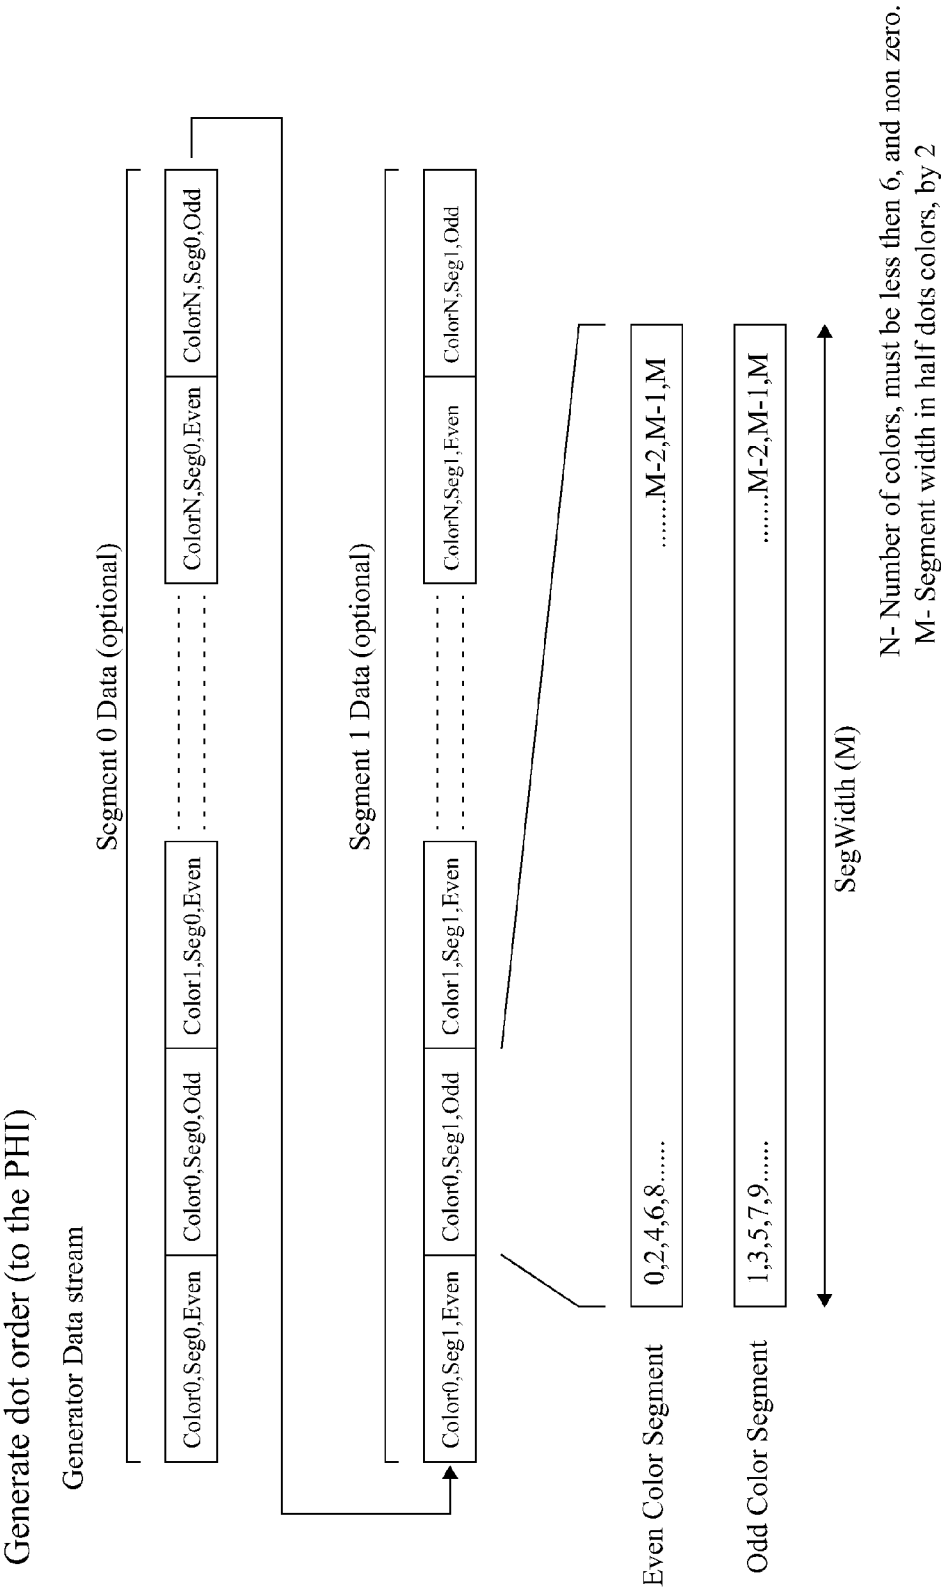 Generate dot order (to the PHI)
Generator Data stream
Segment 0 Data (optional)
Color0,Seg0,Even Color0,Seg0,Odd Color1,Seg0,Even ColorN,Seg0,Even ColorN,Seg0,Odd
Segment 1 Data (optional)
Color0,Seg1,Even Color0,Seg1,Odd Color1,Seg1,Even ColorN,Seg1,Even ColorN,Seg1,Odd
Even Color Segment 0,2,4,6,8...... .......M-2,M-1,M
Odd Color Segment 1,3,5,7,9...... .......M-2,M-1,M
SegWidth (M)
N- Number of colors, must be less then 6, and non zero.
M- Segment width in half dots colors, by 2